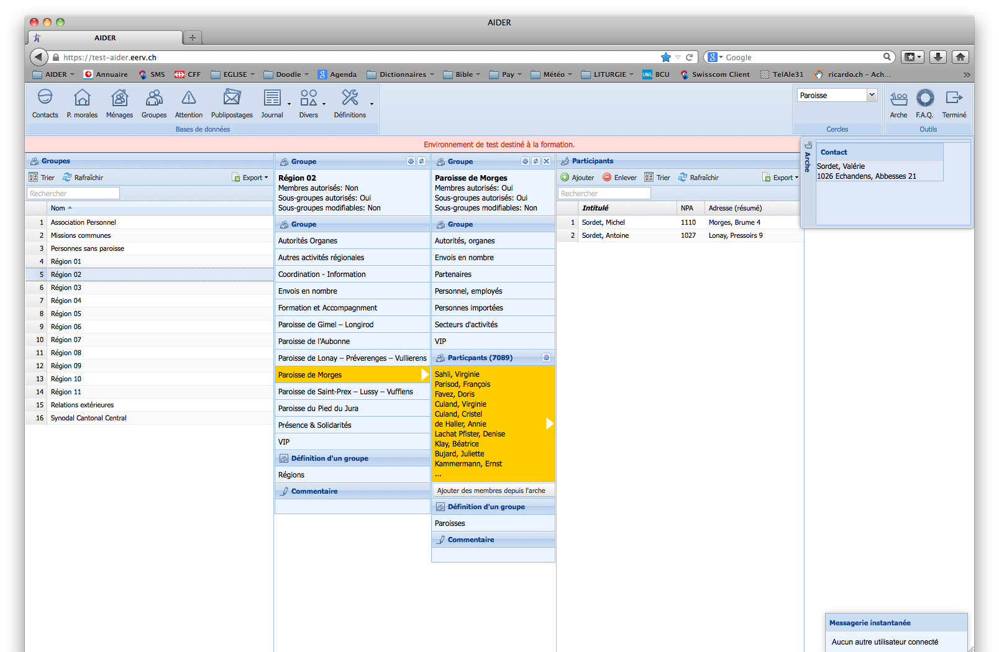 AIDER
AIDER
https://test-aider.eerv.ch
Google
AIDER
Annuaire
SMS
CFF
EGLISE
Doodle
Agenda
Dictionnaires
Bible
Pay
Météo
LITURGIE
UNIL BCU
Swisscom Client
TelAle31
ricardo.ch – Ach...
Contacts
P. morales
Ménages
Groupes
Attention
Publipostages
Journal
Divers
Définitions
Bases de données
Paroisse
Cercles
Arche
F.A.Q.
Terminé
Outils
Environnement de test destiné à la formation.
Groupes
Trier
Rafraîchir
Export
Rechercher
Nom
1 Association Personnel
2 Missions communes
3 Personnes sans paroisse
4 Région 01
5 Région 02
6 Région 03
7 Région 04
8 Région 05
9 Région 06
10 Région 07
11 Région 08
12 Région 09
13 Région 10
14 Région 11
15 Relations extérieures
16 Synodal Cantonal Central
Groupe
Région 02
Membres autorisés: Non
Sous-groupes autorisés: Oui
Sous-groupes modifiables: Non
Groupe
Autorités Organes
Autres activités régionales
Coordination - Information
Envois en nombre
Formation et Accompagnment
Paroisse de Gimel – Longirod
Paroisse de l'Aubonne
Paroisse de Lonay – Préverenges – Vullierens
Paroisse de Morges
Paroisse de Saint-Prex – Lussy – Vufflens
Paroisse du Pied du Jura
Présence & Solidarités
VIP
Définition d'un groupe
Régions
Commentaire
Groupe
Paroisse de Morges
Membres autorisés: Oui
Sous-groupes autorisés: Oui
Sous-groupes modifiables: Non
Groupe
Autorités, organes
Envois en nombre
Partenaires
Personnel, employés
Personnes importées
Secteurs d'activités
VIP
Particpants (7089)
Sahli, Virginie
Parisod, François
Favez, Doris
Culand, Virginie
Culand, Cristel
de Haller, Annie
Lachat Pfister, Denise
Klay, Béatrice
Bujard, Juliette
Kammermann, Ernst
...
Ajouter des membres depuis l'arche
Définition d'un groupe
Paroisses
Commentaire
Participants
Ajouter
Enlever
Trier
Rafraîchir
Export
Rechercher
Intitulé NPA Adresse (résumé)
1 Sordet, Michel 1110 Morges, Brume 4
2 Sordet, Antoine 1027 Lonay, Pressoirs 9
Arche
Contact
Sordet, Valérie
1026 Echandens, Abbesses 21
Messagerie instantanée
Aucun autre utilisateur connecté